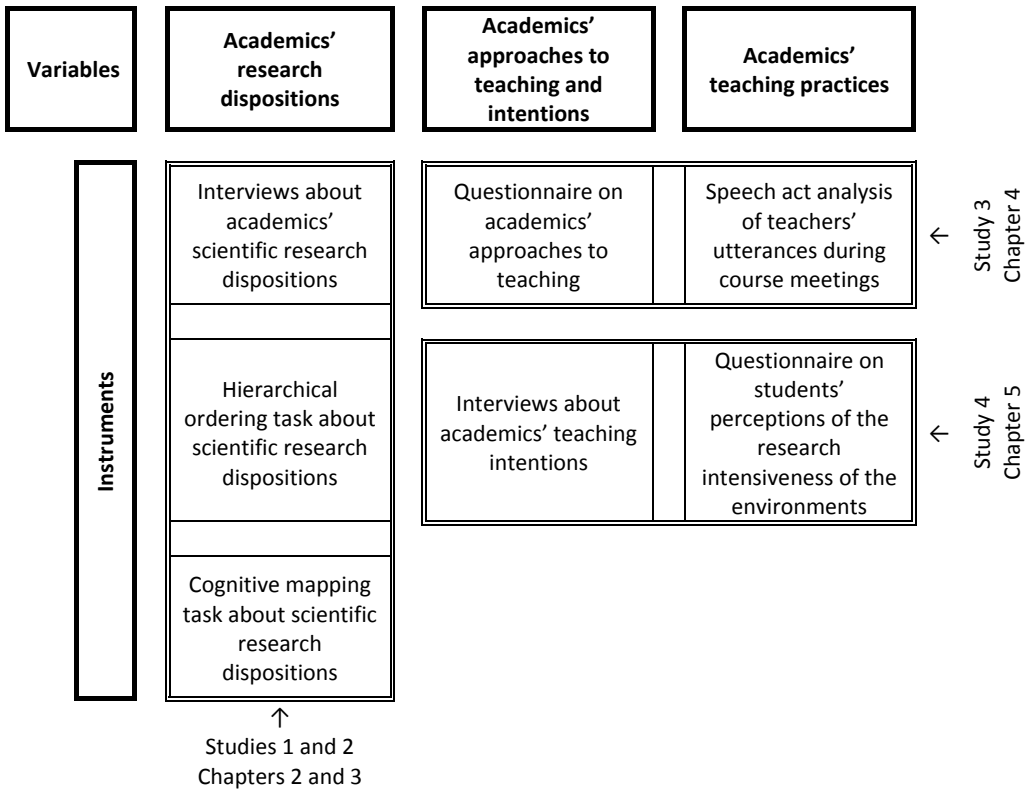 Variables
Academics’
research
dispositions
Academics’
approaches to
teaching and
intentions
Academics’
teaching practices
Instruments
Interviews about
academics’
scientific research
dispositions
Questionnaire on
academics’
approaches to
teaching
Speech act analysis
of teachers’
utterances during
course meetings
←
Study 3
Chapter 4
Hierarchical
ordering task about
scientific research
dispositions
Interviews about
academics’ teaching
intentions
Questionnaire on
students’
perceptions of the
research
intensiveness of the
environments
←
Study 4
Chapter 5
Cognitive mapping
task about scientific
research
dispositions
↑
Studies 1 and 2
Chapters 2 and 3